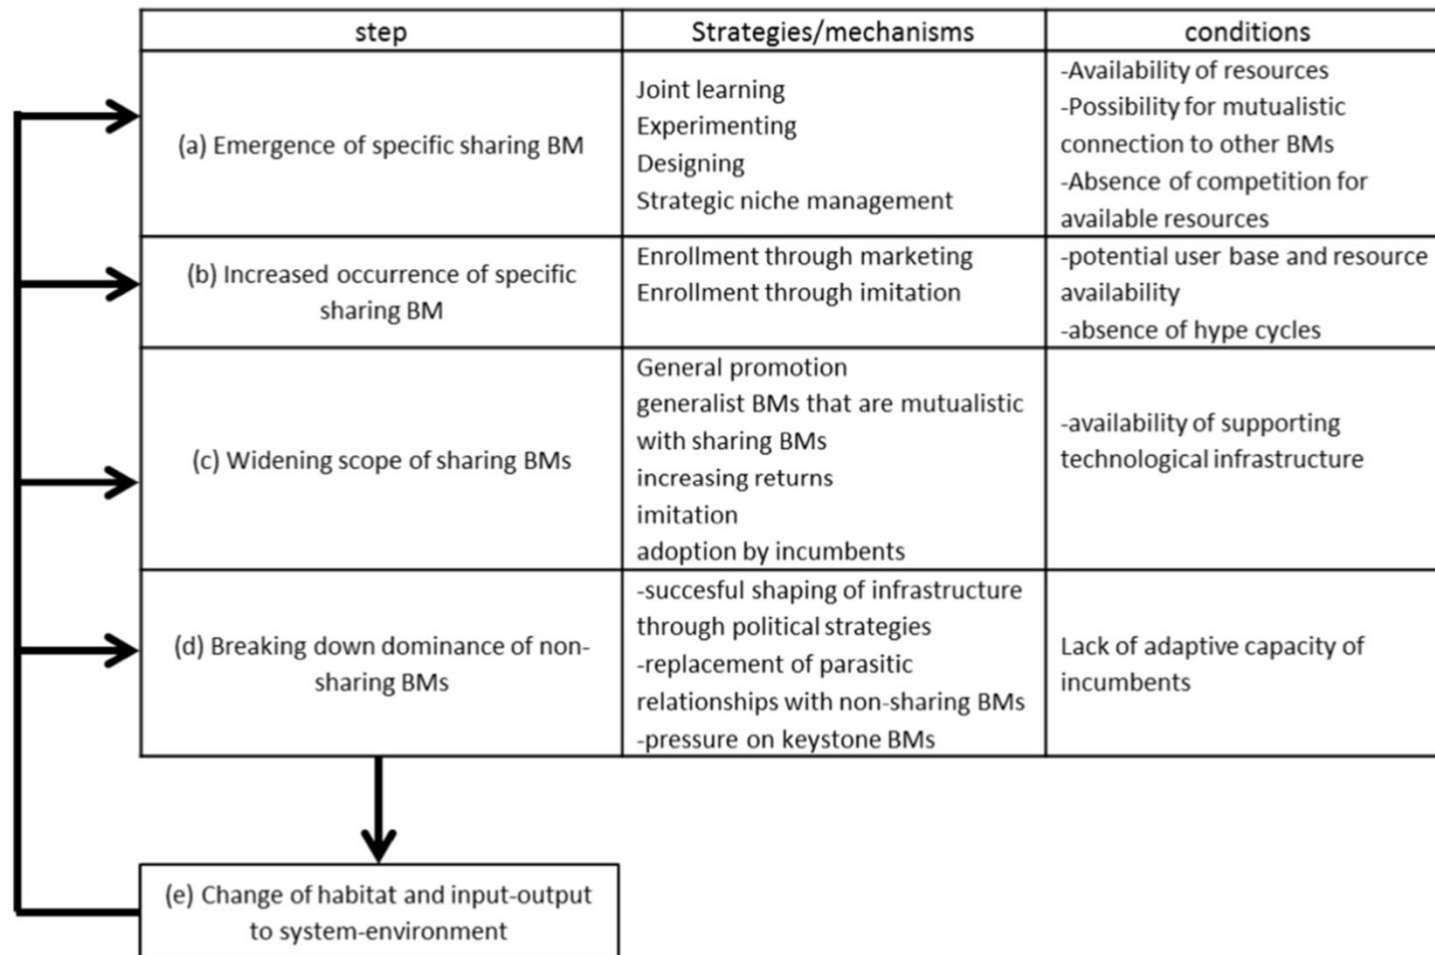 step
Strategies/mechanisms
conditions
(a) Emergence of specific sharing BM
Joint learning
Experimenting
Designing
Strategic niche management
-Availability of resources
-Possibility for mutualistic
connection to other BMs
-Absence of competition for
available resources
(b) Increased occurrence of specific
sharing BM
Enrollment through marketing
Enrollment through imitation
-potential user base and resource
availability
-absence of hype cycles
(c) Widening scope of sharing BMs
General promotion
generalist BMs that are mutualistic
with sharing BMs
increasing returns
imitation
adoption by incumbents
-availability of supporting
technological infrastructure
(d) Breaking down dominance of non-
sharing BMs
-succesful shaping of infrastructure
through political strategies
-replacement of parasitic
relationships with non-sharing BMs
-pressure on keystone BMs
Lack of adaptive capacity of
incumbents
(e) Change of habitat and input-output
to system-environment